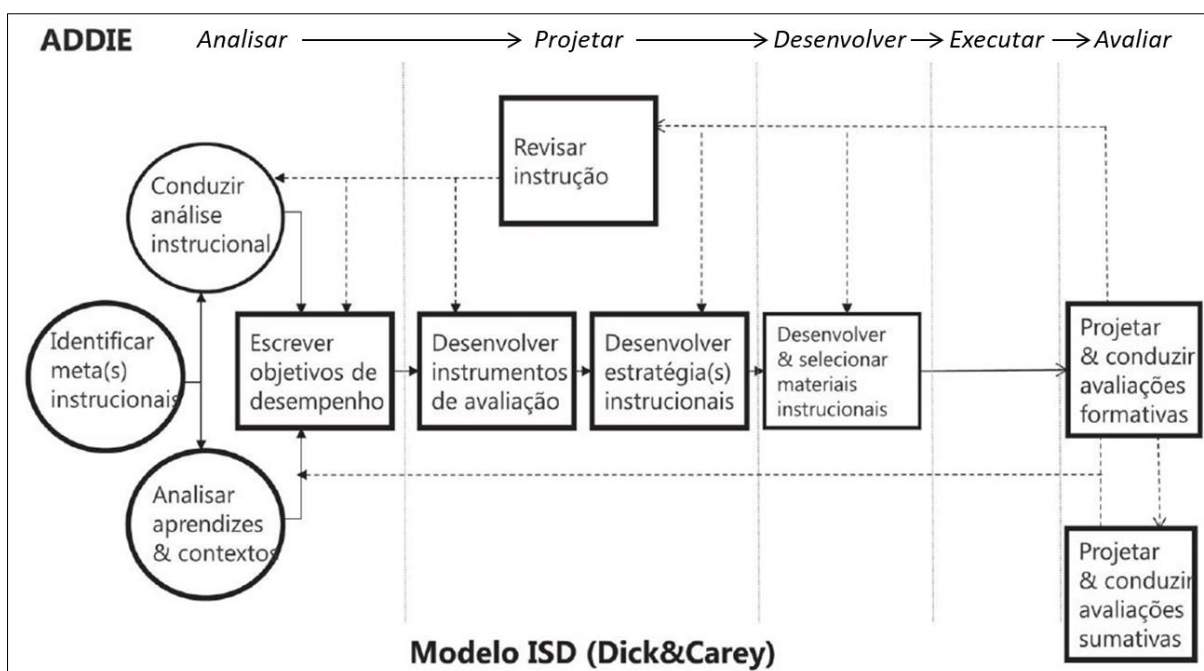 ADDIE
Analisar
Projetar
Desenvolver
Executar
Avaliar
Revisar
instrução
Conduzir
análise
instrucional
Identificar
meta(s)
instrucionais
Escrever
objetivos de
desempenho
Desenvolver
instrumentos
de avaliação
Desenvolver
estratégia(s)
instrucionais
Desenvolver
& selecionar
materiais
instrucionais
Projetar
& conduzir
avaliações
formativas
Analisar
aprendizes
& contextos
Projetar
& conduzir
avaliações
sumativas
Modelo ISD (Dick&Carey)